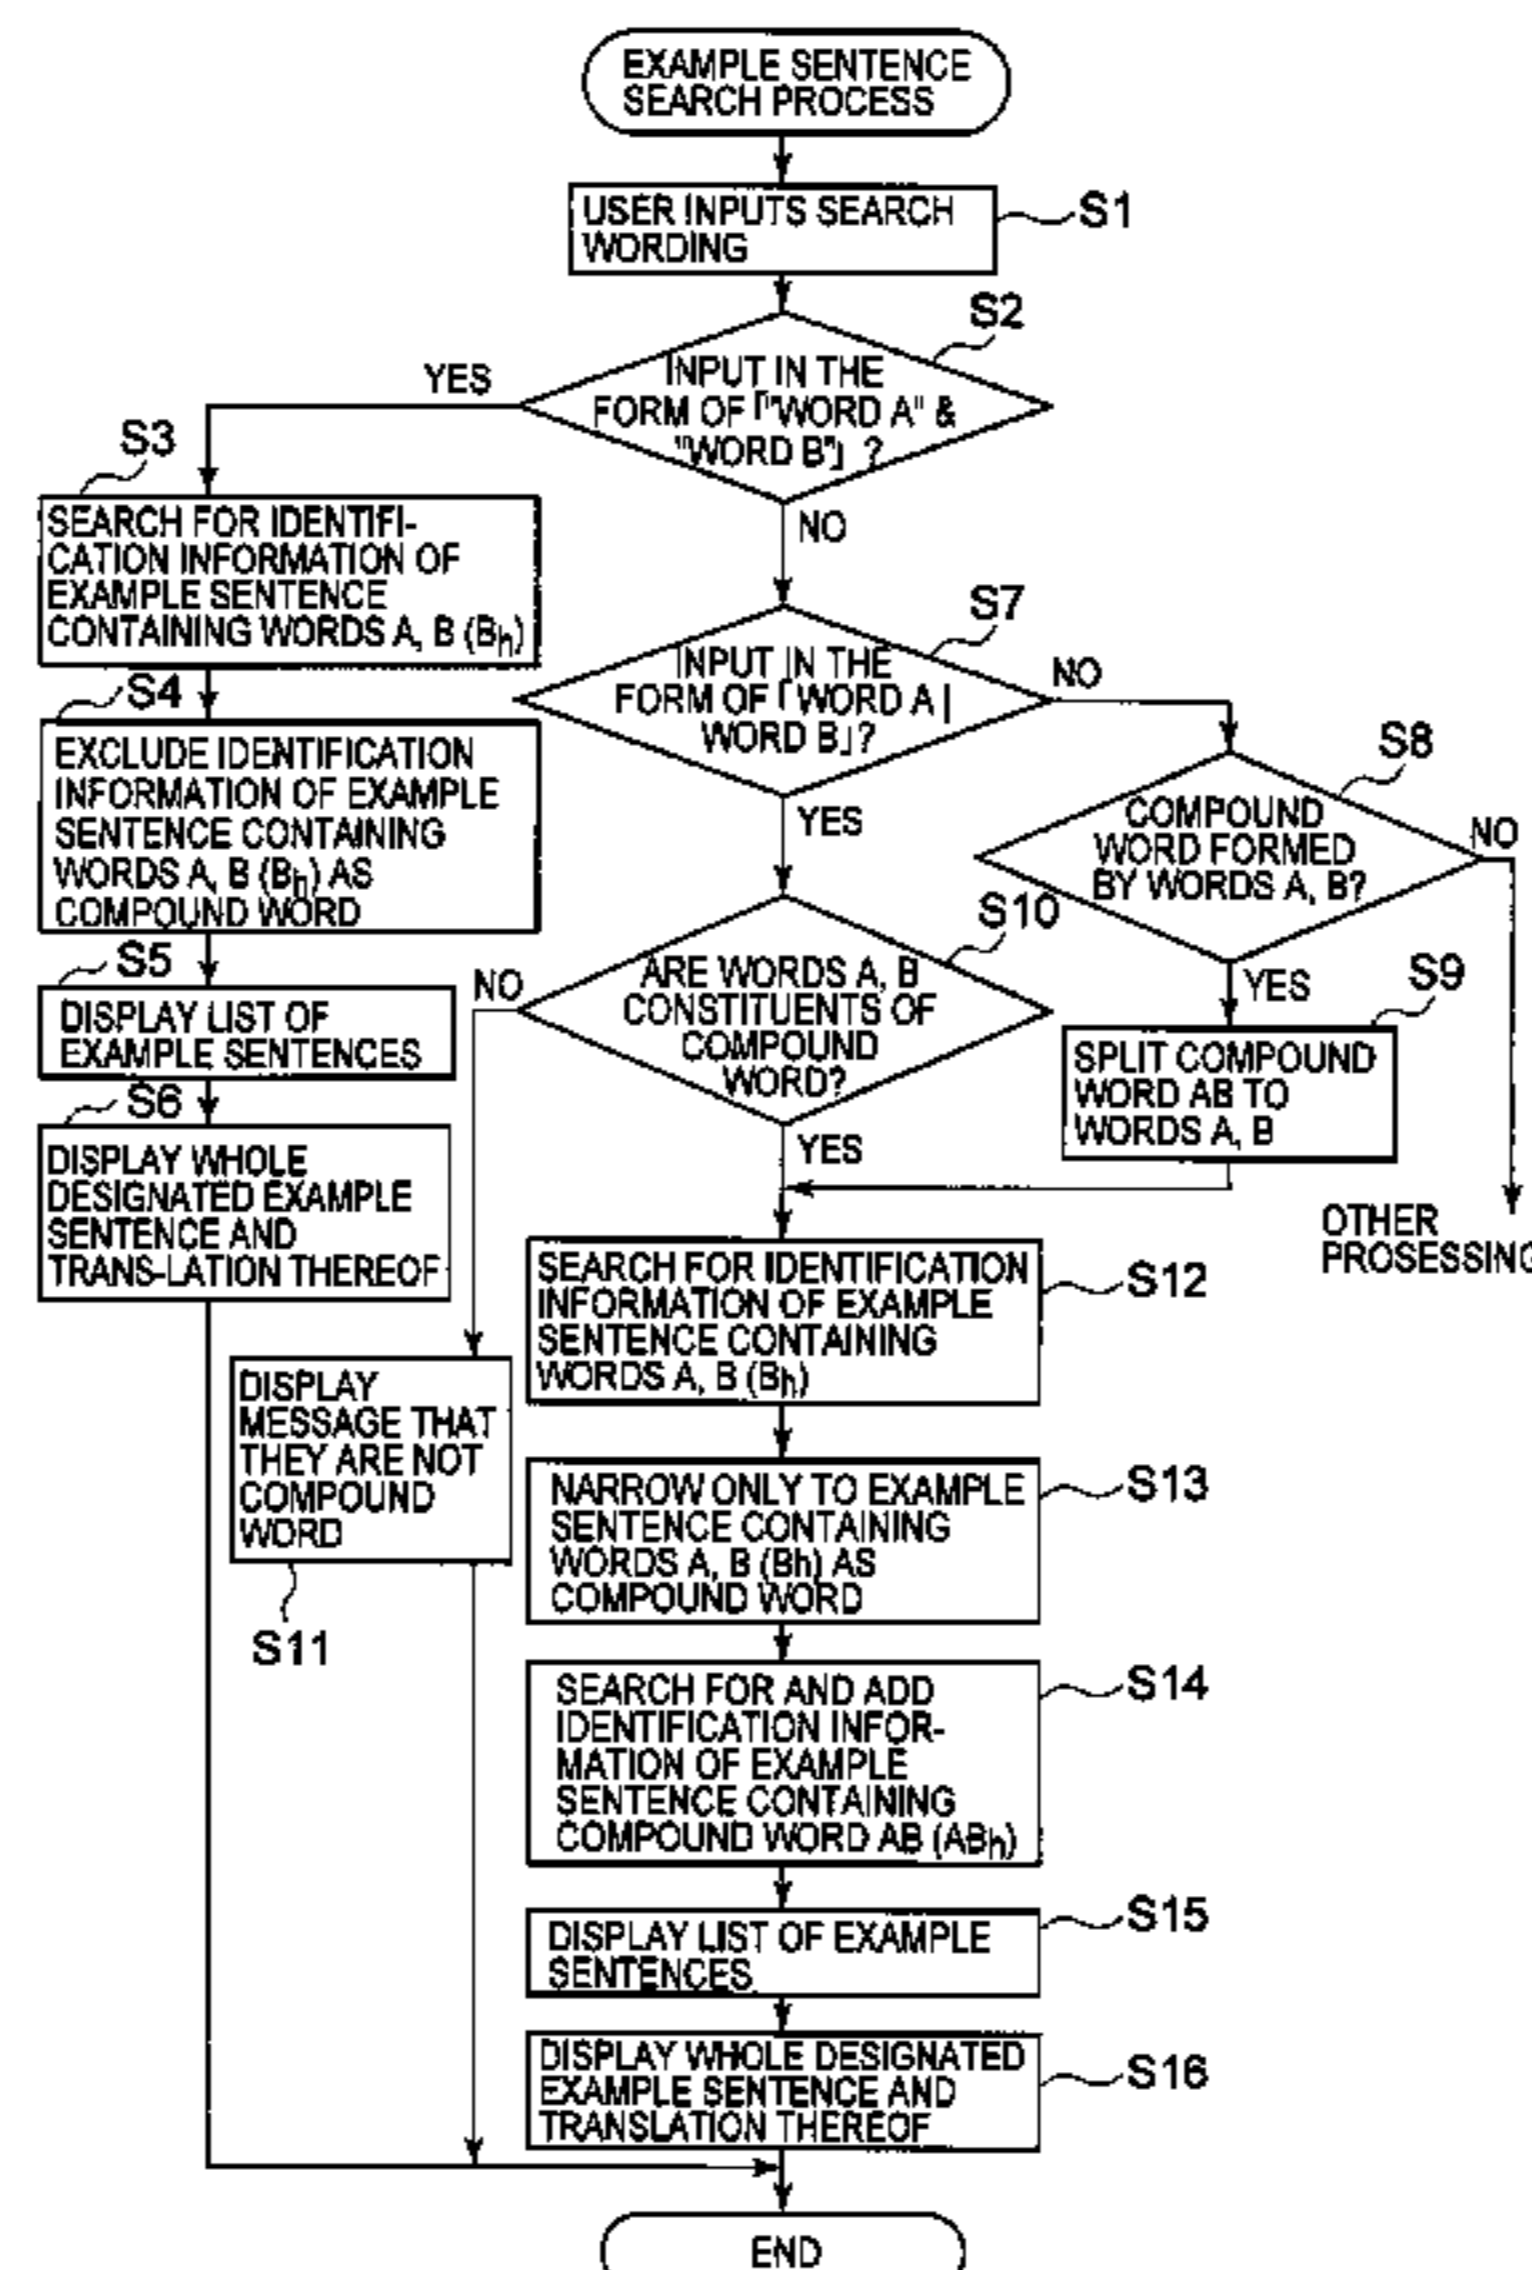 EXAMPLE SENTENCE
SEARCH PROCESS
USER INPUTS SEARCH
WORDING
S1
S2
INPUT IN THE
FORM OF「"WORD A" &
"WORD B"」 ?
YES
NO
S3
SEARCH FOR IDENTIFI-
CATION INFORMATION OF
EXAMPLE SENTENCE
CONTAINING WORDS A, B (Bh)
S4
EXCLUDE IDENTIFICATION
INFORMATION OF EXAMPLE
SENTENCE CONTAINING
WORDS A, B (Bh) AS
COMPOUND WORD
S5
DISPLAY LIST OF
EXAMPLE SENTENCES
S6
DISPLAY WHOLE
DESIGNATED EXAMPLE
SENTENCE AND
TRANS-LATION THEREOF
S7
INPUT IN THE
FORM OF「WORD A |
WORD B」?
NO
YES
S8
COMPOUND
WORD FORMED
BY WORDS A, B?
NO
YES
S9
SPLIT COMPOUND
WORD AB TO
WORDS A, B
OTHER
PROSESSING
S10
ARE WORDS A, B
CONSTITUENTS OF
COMPOUND
WORD?
NO
YES
DISPLAY
MESSAGE THAT
THEY ARE NOT
COMPOUND
WORD
S11
SEARCH FOR IDENTIFICATION
INFORMATION OF EXAMPLE
SENTENCE CONTAINING
WORDS A, B (Bh)
S12
NARROW ONLY TO EXAMPLE
SENTENCE CONTAINING
WORDS A, B (Bh) AS
COMPOUND WORD
S13
SEARCH FOR AND ADD
IDENTIFICATION INFOR-
MATION OF EXAMPLE
SENTENCE CONTAINING
COMPOUND WORD AB (ABh)
S14
DISPLAY LIST OF EXAMPLE
SENTENCES
S15
DISPLAY WHOLE DESIGNATED
EXAMPLE SENTENCE AND
TRANSLATION THEREOF
S16
END